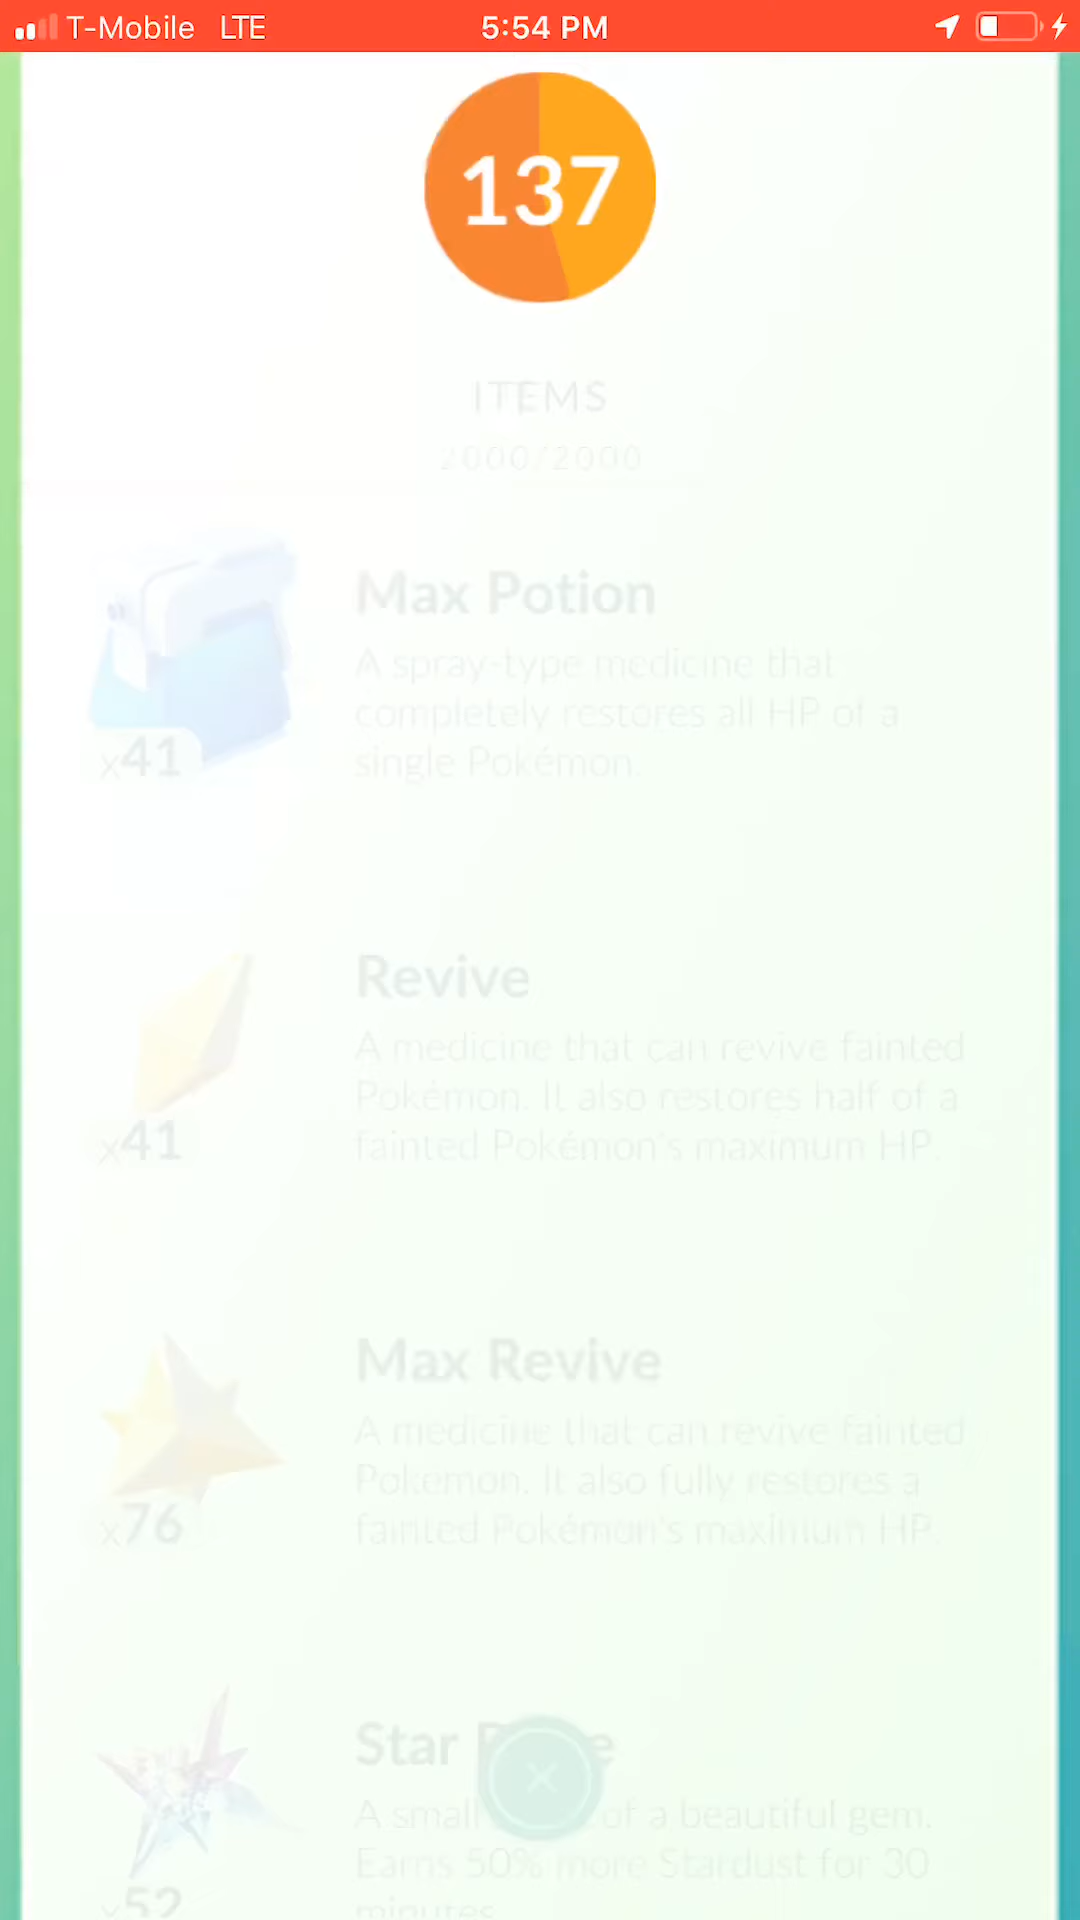 T-Mobile LTE 5:54 PM
137
ITEMS
2000/2000
Max Potion
A spray-type medicine that
completely restores all HP of a
single Pokémon.
x41
Revive
A medicine that can revive fainted
Pokémon. It also restores half of a
fainted Pokémon's maximum HP.
x41
Max Revive
A medicine that can revive fainted
Pokémon. It also fully restores a
fainted Pokémon's maximum HP.
x76
Star
A small of a beautiful gem.
Earns 50% more Stardust for 30
minutes.
x52